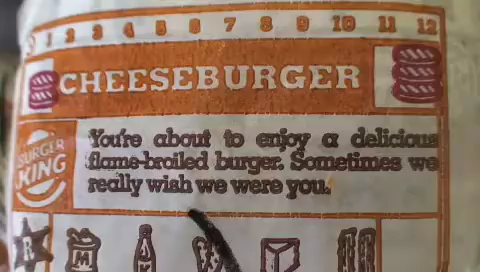 1 2 3 4 5 6 7 8 9 10 11 12
CHEESEBURGER
BURGER
KING
You're about to enjoy a delicious
flame-broiled burger. Sometimes we
really wish we were you.
R M K